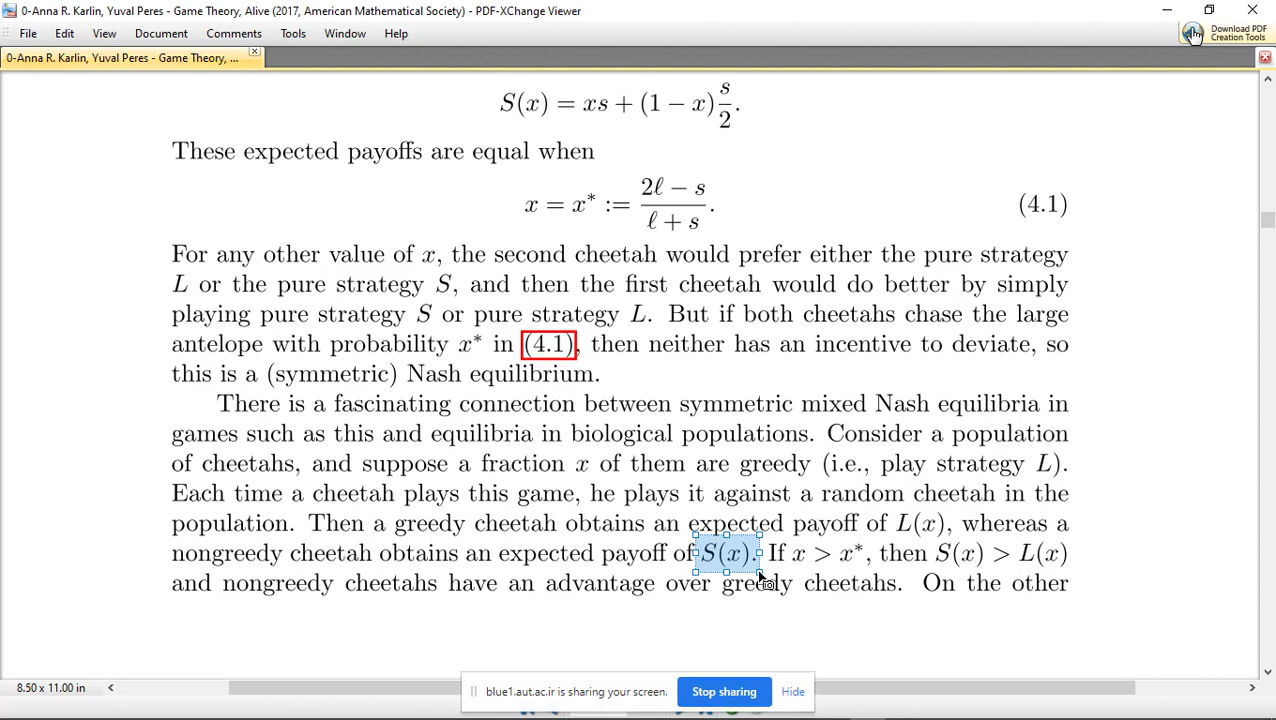 0-Anna R. Karlin, Yuval Peres - Game Theory, Alive (2017, American Mathematical Society) - PDF-XChange Viewer
File Edit View Document Comments Tools Window Help
Download PDF
Creation Tools
0-Anna R. Karlin, Yuval Peres - Game Theory, ...
S(x) = xs + (1 − x) s/2.
These expected payoffs are equal when
x = x* := (2ℓ − s)/(ℓ + s). (4.1)
For any other value of x, the second cheetah would prefer either the pure strategy
L or the pure strategy S, and then the first cheetah would do better by simply
playing pure strategy S or pure strategy L. But if both cheetahs chase the large
antelope with probability x* in (4.1), then neither has an incentive to deviate, so
this is a (symmetric) Nash equilibrium.
There is a fascinating connection between symmetric mixed Nash equilibria in
games such as this and equilibria in biological populations. Consider a population
of cheetahs, and suppose a fraction x of them are greedy (i.e., play strategy L).
Each time a cheetah plays this game, he plays it against a random cheetah in the
population. Then a greedy cheetah obtains an expected payoff of L(x), whereas a
nongreedy cheetah obtains an expected payoff of S(x). If x > x*, then S(x) > L(x)
and nongreedy cheetahs have an advantage over greedy cheetahs. On the other
8.50 x 11.00 in
blue1.aut.ac.ir is sharing your screen. Stop sharing Hide